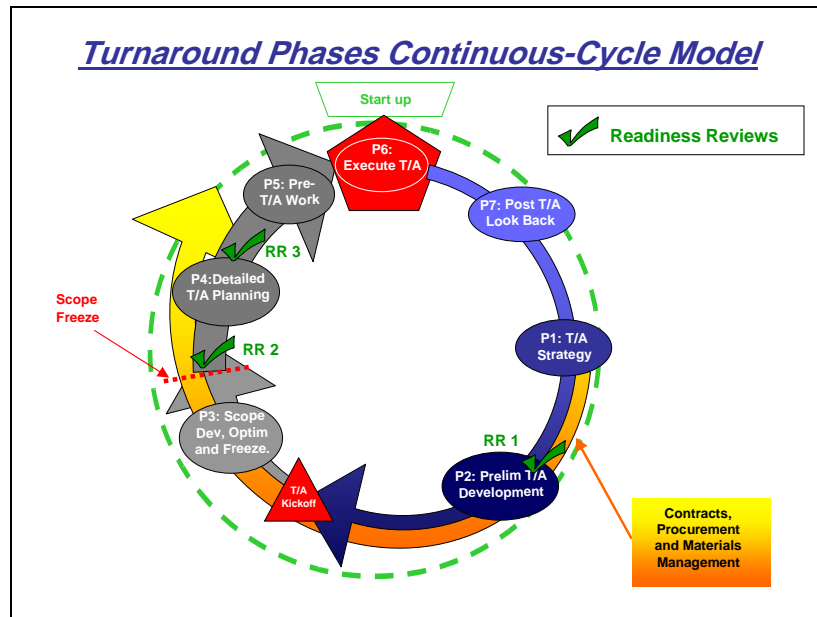 Turnaround Phases Continuous-Cycle Model
Start up
Readiness Reviews
P6:
Execute T/A
P5: Pre-
T/A Work
P7: Post T/A
Look Back
RR 3
P4:Detailed
T/A Planning
Scope
Freeze
RR 2
P1: T/A
Strategy
P3: Scope
Dev, Optim
and Freeze.
RR 1
P2: Prelim T/A
Development
T/A
Kickoff
Contracts,
Procurement
and Materials
Management